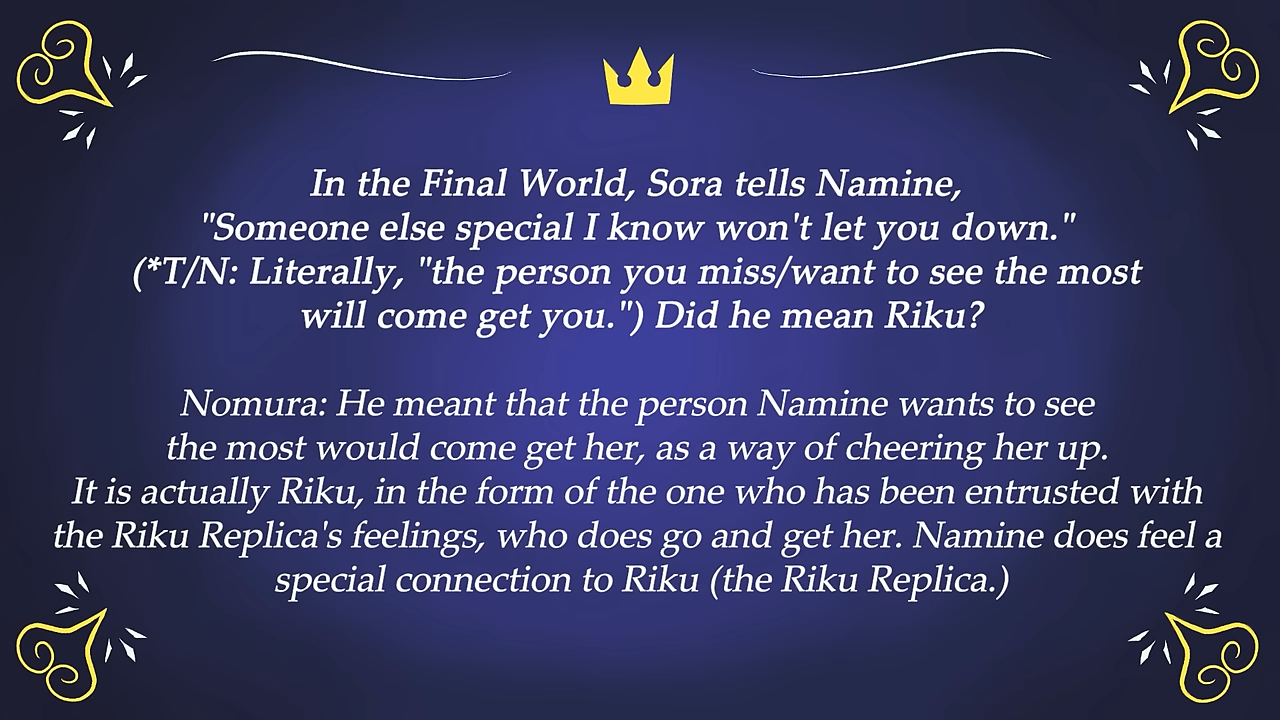 In the Final World, Sora tells Namine,
"Someone else special I know won't let you down."
(*T/N: Literally, "the person you miss/want to see the most
will come get you.") Did he mean Riku?
Nomura: He meant that the person Namine wants to see
the most would come get her, as a way of cheering her up.
It is actually Riku, in the form of the one who has been entrusted with
the Riku Replica's feelings, who does go and get her. Namine does feel a
special connection to Riku (the Riku Replica.)